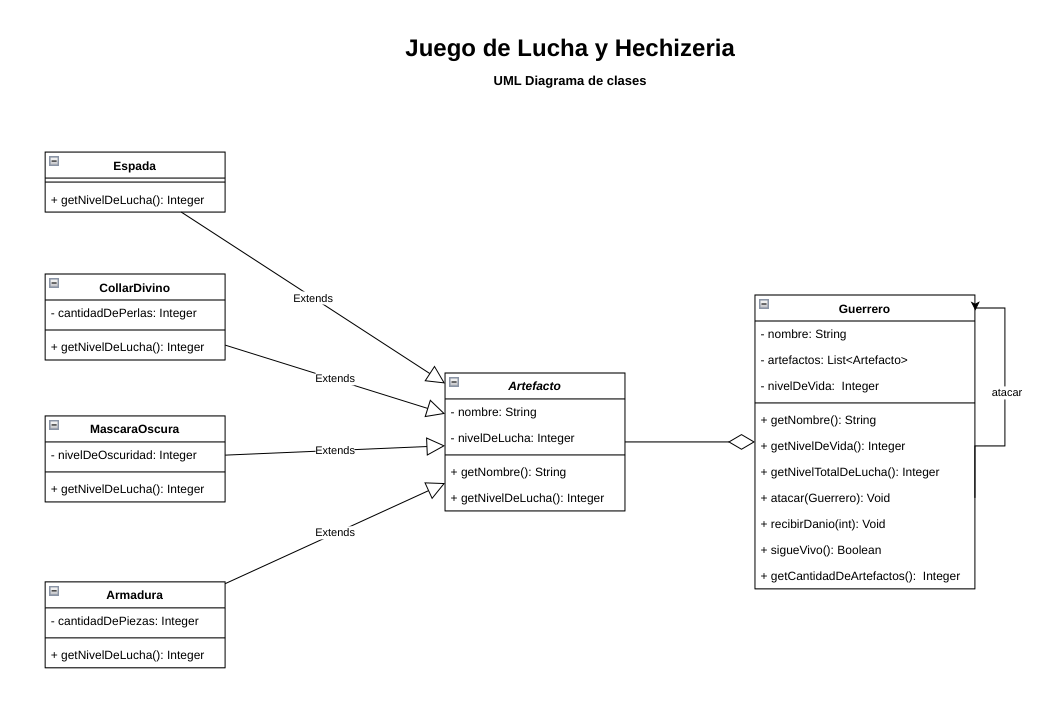 Juego de Lucha y Hechizeria
UML Diagrama de clases
Espada
+ getNivelDeLucha(): Integer
Extends
CollarDivino
- cantidadDePerlas: Integer
+ getNivelDeLucha(): Integer
Extends
MascaraOscura
- nivelDeOscuridad: Integer
+ getNivelDeLucha(): Integer
Extends
Armadura
- cantidadDePiezas: Integer
+ getNivelDeLucha(): Integer
Extends
Artefacto
- nombre: String
- nivelDeLucha: Integer
+ getNombre(): String
+ getNivelDeLucha(): Integer
Guerrero
- nombre: String
- artefactos: List<Artefacto>
- nivelDeVida:  Integer
+ getNombre(): String
+ getNivelDeVida(): Integer
+ getNivelTotalDeLucha(): Integer
+ atacar(Guerrero): Void
+ recibirDanio(int): Void
+ sigueVivo(): Boolean
+ getCantidadDeArtefactos():  Integer
atacar